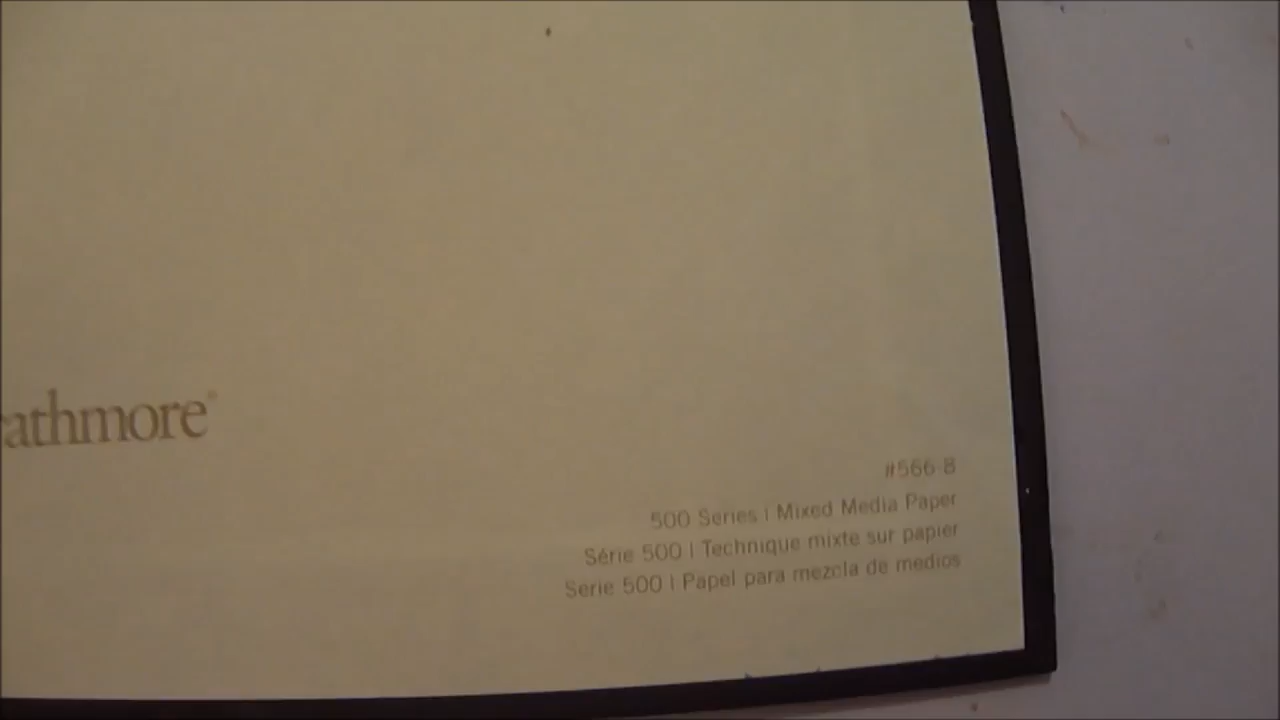 rathmore®
#566-8
500 Series | Mixed Media Paper
Série 500 | Technique mixte sur papier
Serie 500 | Papel para mezcla de medios